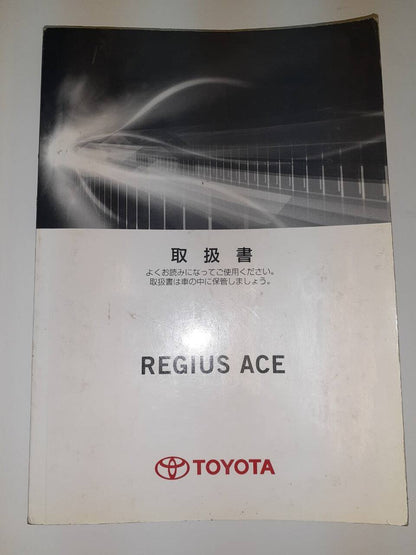 取扱書
よくお読みになってご使用ください。
取扱書は車の中に保管しましょう。
REGIUS ACE
TOYOTA